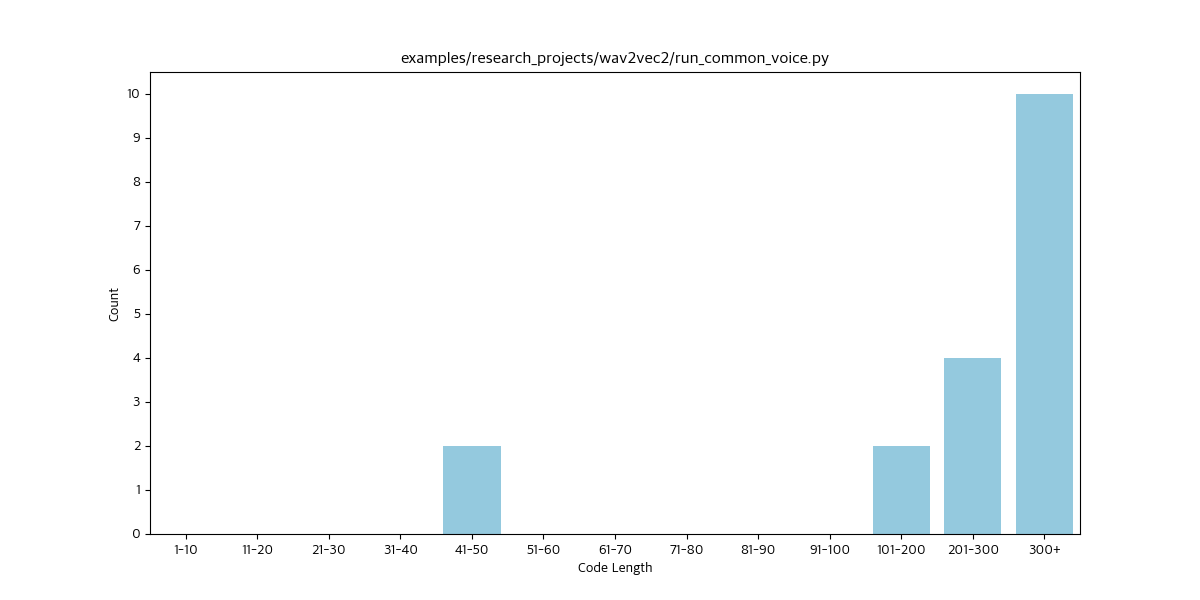 examples/research_projects/wav2vec2/run_common_voice.py
10
9
8
7
6
5
4
3
2
1
0
Count
1-10 11-20 21-30 31-40 41-50 51-60 61-70 71-80 81-90 91-100 101-200 201-300 300+
Code Length